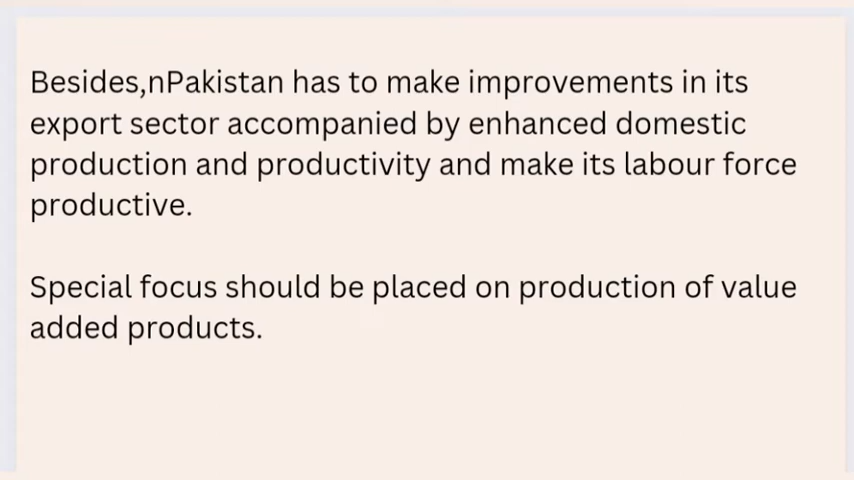 Besides,nPakistan has to make improvements in its
export sector accompanied by enhanced domestic
production and productivity and make its labour force
productive.
Special focus should be placed on production of value
added products.